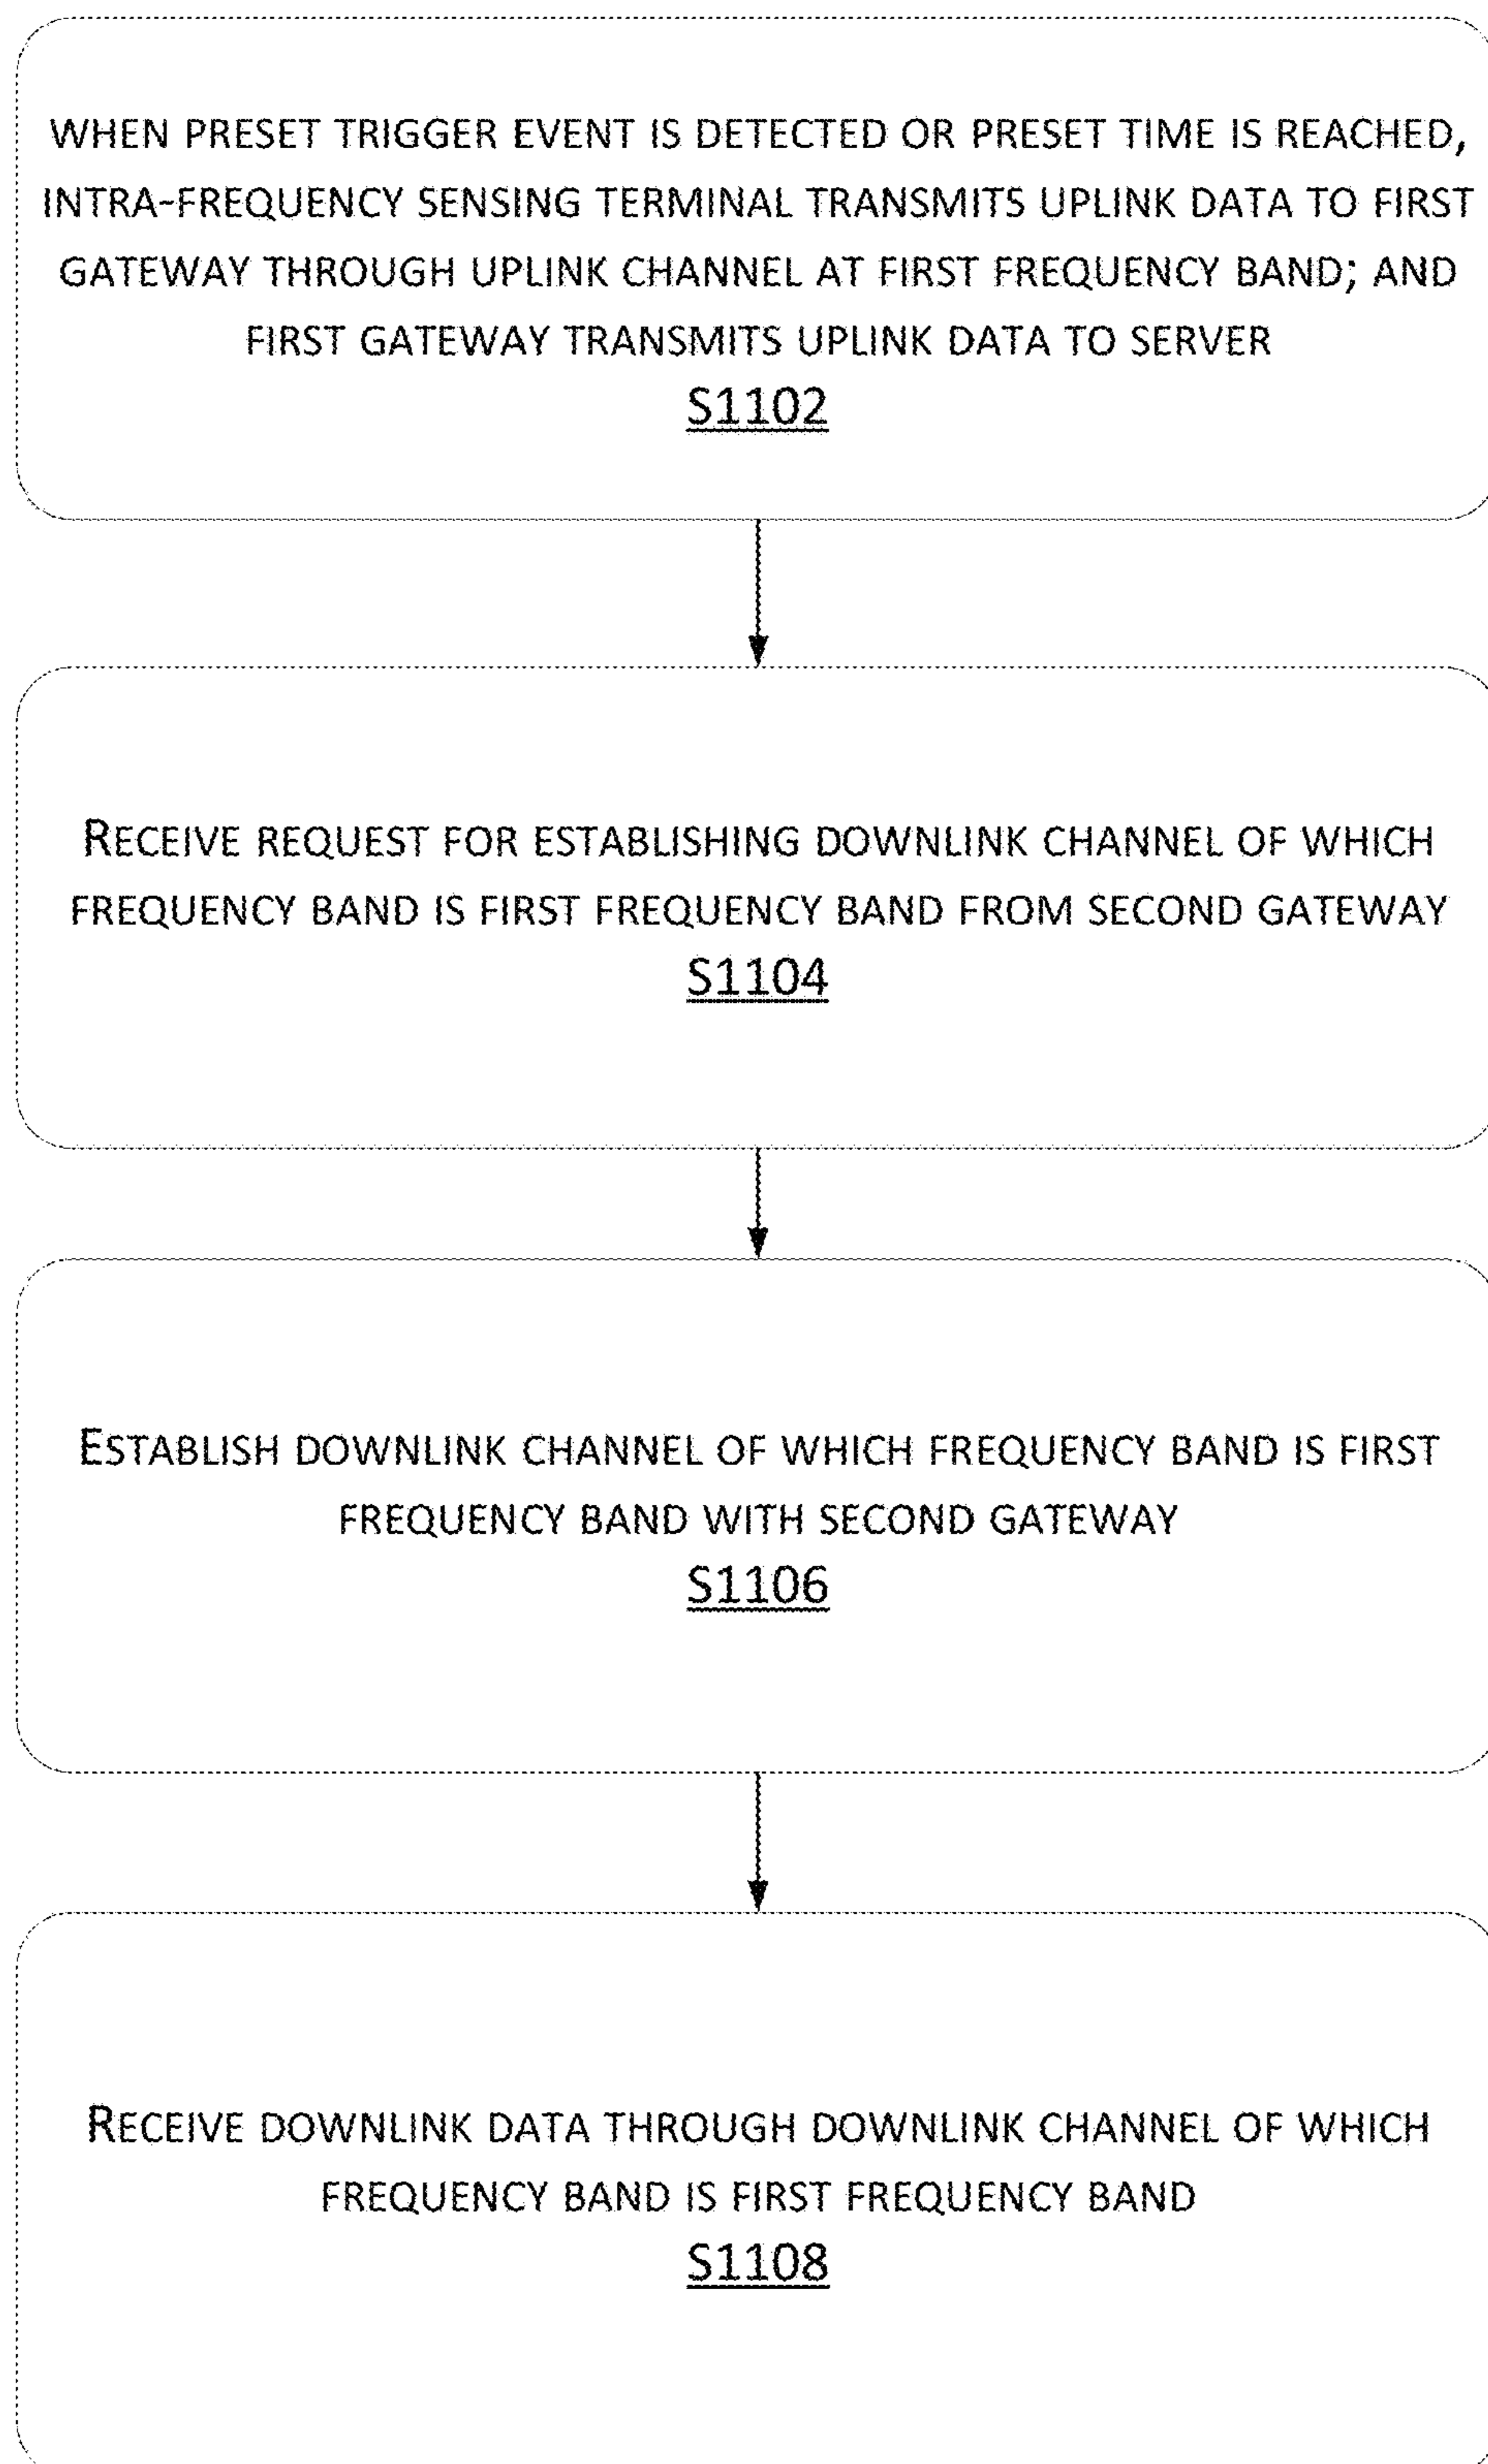 WHEN PRESET TRIGGER EVENT IS DETECTED OR PRESET TIME IS REACHED,
INTRA-FREQUENCY SENSING TERMINAL TRANSMITS UPLINK DATA TO FIRST
GATEWAY THROUGH UPLINK CHANNEL AT FIRST FREQUENCY BAND; AND
FIRST GATEWAY TRANSMITS UPLINK DATA TO SERVER
S1102
RECEIVE REQUEST FOR ESTABLISHING DOWNLINK CHANNEL OF WHICH
FREQUENCY BAND IS FIRST FREQUENCY BAND FROM SECOND GATEWAY
S1104
ESTABLISH DOWNLINK CHANNEL OF WHICH FREQUENCY BAND IS FIRST
FREQUENCY BAND WITH SECOND GATEWAY
S1106
RECEIVE DOWNLINK DATA THROUGH DOWNLINK CHANNEL OF WHICH
FREQUENCY BAND IS FIRST FREQUENCY BAND
S1108